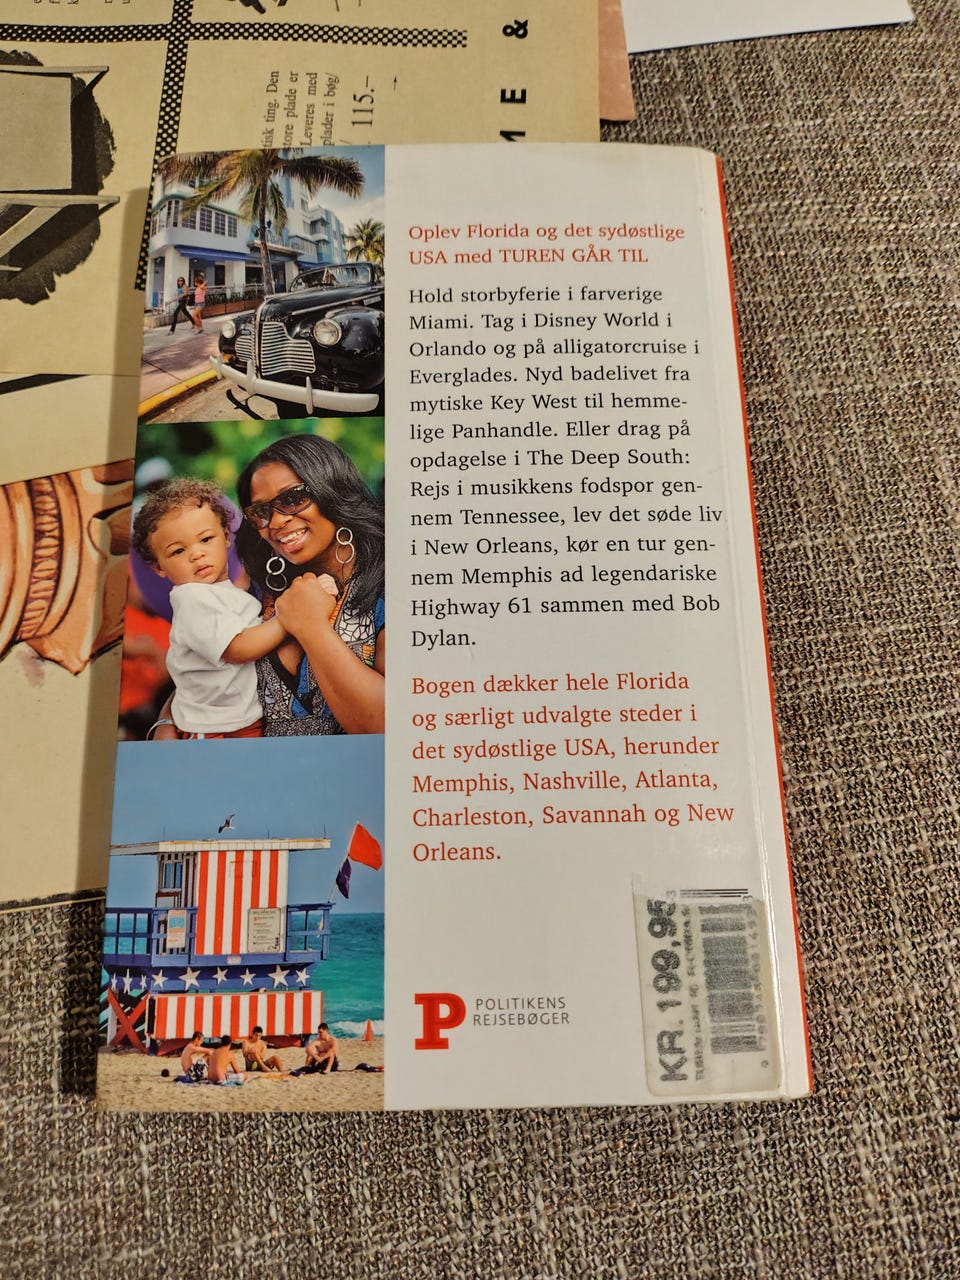 tisk ting. Den
store plade er
Leveres med
plader i bøg/
115.–
ME &
Oplev Florida og det sydøstlige
USA med TUREN GÅR TIL
Hold storbyferie i farverige
Miami. Tag i Disney World i
Orlando og på alligatorcruise i
Everglades. Nyd badelivet fra
mytiske Key West til hemme-
lige Panhandle. Eller drag på
opdagelse i The Deep South:
Rejs i musikkens fodspor gen-
nem Tennessee, lev det søde liv
i New Orleans, kør en tur gen-
nem Memphis ad legendariske
Highway 61 sammen med Bob
Dylan.
Bogen dækker hele Florida
og særligt udvalgte steder i
det sydøstlige USA, herunder
Memphis, Nashville, Atlanta,
Charleston, Savannah og New
Orleans.
P POLITIKENS
REJSEBØGER
KR.199,95